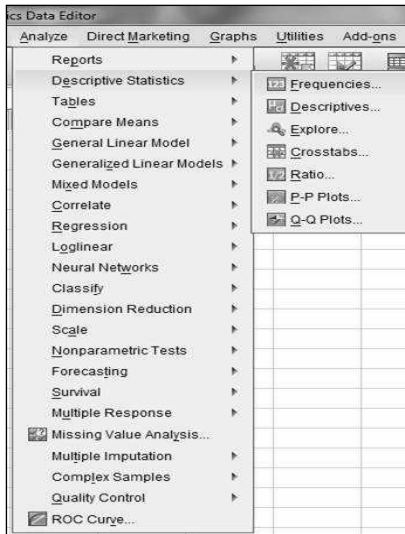 ics Data Editor
Analyze Direct Marketing Graphs Utilities Add-ons
Reports
Descriptive Statistics
Tables
Compare Means
General Linear Model
Generalized Linear Models
Mixed Models
Correlate
Regression
Loglinear
Neural Networks
Classify
Dimension Reduction
Scale
Nonparametric Tests
Forecasting
Survival
Multiple Response
Missing Value Analysis...
Multiple Imputation
Complex Samples
Quality Control
ROC Curve...
Frequencies...
Descriptives...
Explore...
Crosstabs...
Ratio...
P-P Plots...
Q-Q Plots...